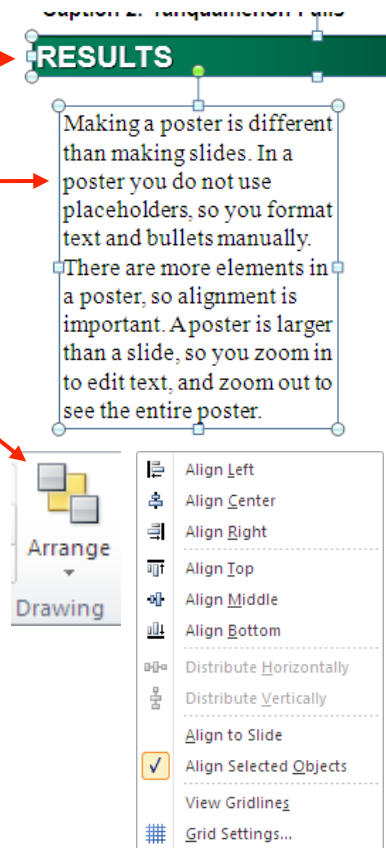 RESULTS
Making a poster is different
than making slides. In a
poster you do not use
placeholders, so you format
text and bullets manually.
There are more elements in
a poster, so alignment is
important. A poster is larger
than a slide, so you zoom in
to edit text, and zoom out to
see the entire poster.
Arrange
Drawing
Align Left
Align Center
Align Right
Align Top
Align Middle
Align Bottom
Distribute Horizontally
Distribute Vertically
Align to Slide
Align Selected Objects
View Gridlines
Grid Settings...